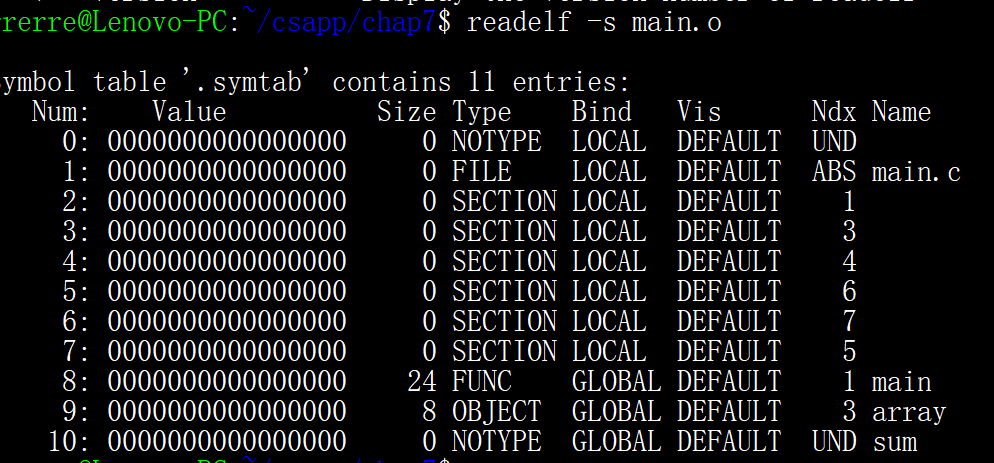 rerre@Lenovo-PC:~/csapp/chap7$ readelf -s main.o
ymbol table '.symtab' contains 11 entries:
Num: Value Size Type Bind Vis Ndx Name
0: 0000000000000000 0 NOTYPE LOCAL DEFAULT UND
1: 0000000000000000 0 FILE LOCAL DEFAULT ABS main.c
2: 0000000000000000 0 SECTION LOCAL DEFAULT 1
3: 0000000000000000 0 SECTION LOCAL DEFAULT 3
4: 0000000000000000 0 SECTION LOCAL DEFAULT 4
5: 0000000000000000 0 SECTION LOCAL DEFAULT 6
6: 0000000000000000 0 SECTION LOCAL DEFAULT 7
7: 0000000000000000 0 SECTION LOCAL DEFAULT 5
8: 0000000000000000 24 FUNC GLOBAL DEFAULT 1 main
9: 0000000000000000 8 OBJECT GLOBAL DEFAULT 3 array
10: 0000000000000000 0 NOTYPE GLOBAL DEFAULT UND sum